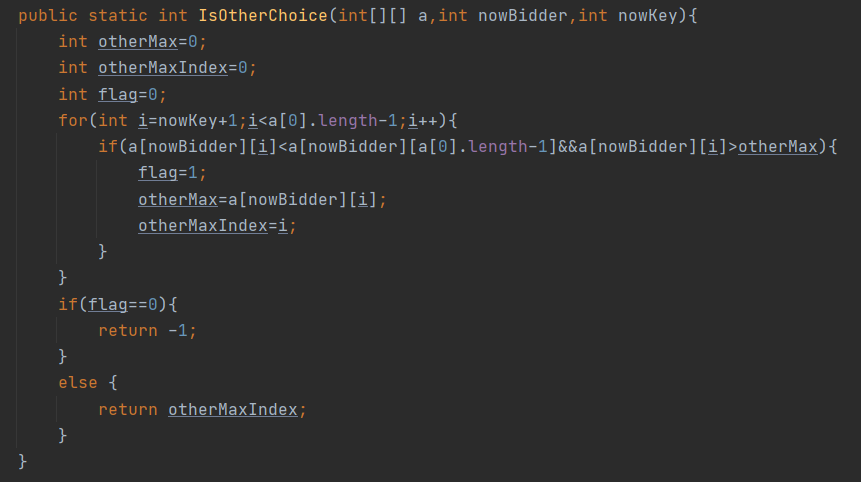 public static int IsOtherChoice(int[][] a,int nowBidder,int nowKey){
    int otherMax=0;
    int otherMaxIndex=0;
    int flag=0;
    for(int i=nowKey+1;i<a[0].length-1;i++){
        if(a[nowBidder][i]<a[nowBidder][a[0].length-1]&&a[nowBidder][i]>otherMax){
            flag=1;
            otherMax=a[nowBidder][i];
            otherMaxIndex=i;
        }
    }
    if(flag==0){
        return -1;
    }
    else {
        return otherMaxIndex;
    }
}